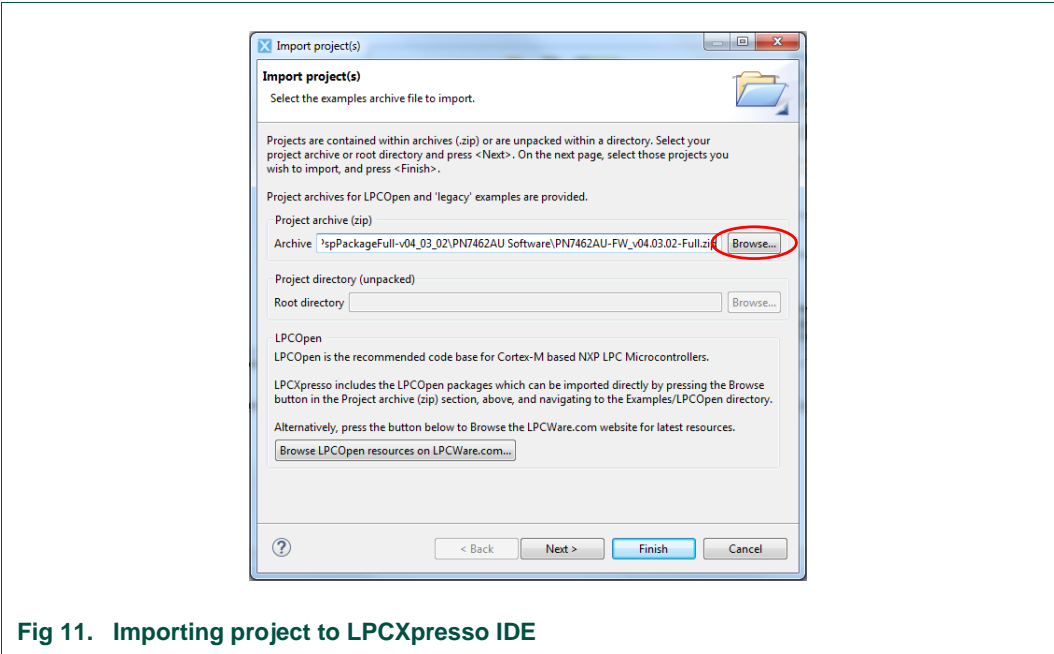 Import project(s)
Import project(s)
Select the examples archive file to import.
Projects are contained within archives (.zip) or are unpacked within a directory. Select your
project archive or root directory and press <Next>. On the next page, select those projects you
wish to import, and press <Finish>.
Project archives for LPCOpen and 'legacy' examples are provided.
Project archive (zip)
Archive spPackageFull-v04_03_02\PN7462AU Software\PN7462AU-FW_v04.03.02-Full.zip Browse...
Project directory (unpacked)
Root directory Browse...
LPCOpen
LPCOpen is the recommended code base for Cortex-M based NXP LPC Microcontrollers.
LPCXpresso includes the LPCOpen packages which can be imported directly by pressing the Browse
button in the Project archive (zip) section, above, and navigating to the Examples/LPCOpen directory.
Alternatively, press the button below to Browse the LPCWare.com website for latest resources.
Browse LPCOpen resources on LPCWare.com...
? < Back Next > Finish Cancel
Fig 11. Importing project to LPCXpresso IDE